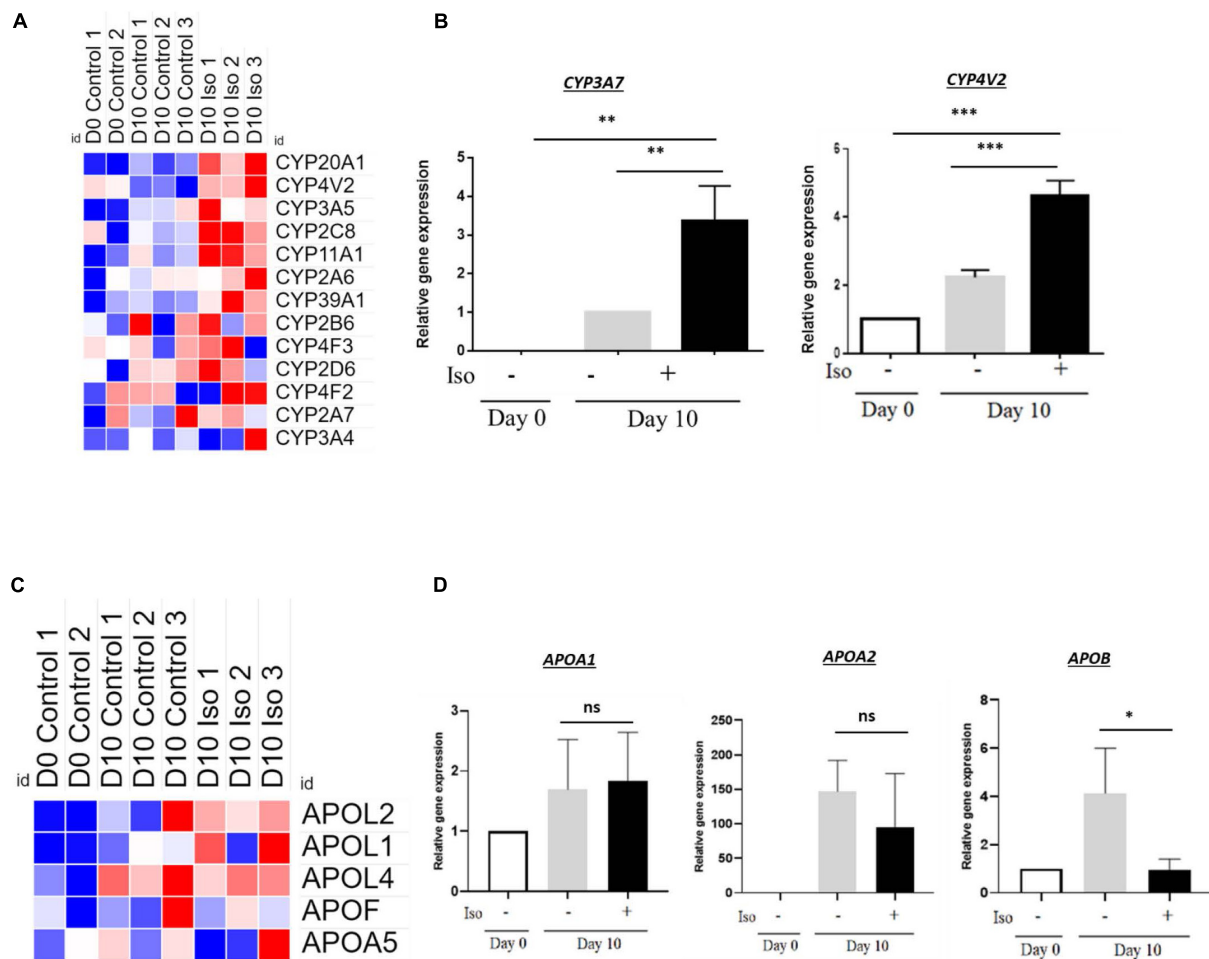 A
id
D0 Control 1
D0 Control 2
D10 Control 1
D10 Control 2
D10 Control 3
D10 Iso 1
D10 Iso 2
D10 Iso 3
id
CYP20A1
CYP4V2
CYP3A5
CYP2C8
CYP11A1
CYP2A6
CYP39A1
CYP2B6
CYP4F3
CYP2D6
CYP4F2
CYP2A7
CYP3A4
B
CYP3A7
**
**
Relative gene expression
5
4
3
2
1
0
Iso - - +
Day 0 Day 10
CYP4V2
***
***
Relative gene expression
6
4
2
0
Iso - - +
Day 0 Day 10
C
id
D0 Control 1
D0 Control 2
D10 Control 1
D10 Control 2
D10 Control 3
D10 Iso 1
D10 Iso 2
D10 Iso 3
id
APOL2
APOL1
APOL4
APOF
APOA5
D
APOA1
ns
Relative gene expression
3
2
1
0
Iso - - +
Day 0 Day 10
APOA2
ns
Relative gene expression
250
200
150
100
50
0
Iso - - +
Day 0 Day 10
APOB
*
Relative gene expression
8
6
4
2
0
Iso - - +
Day 0 Day 10